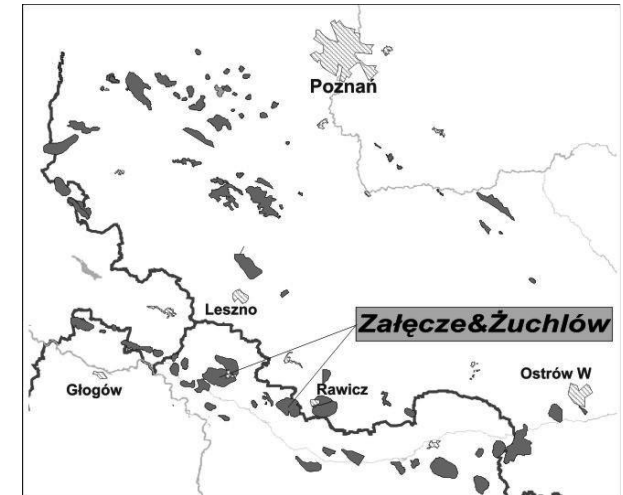 Poznań
Leszno
Załęcze&Żuchlów
Głogów
Rawicz
Ostrów W